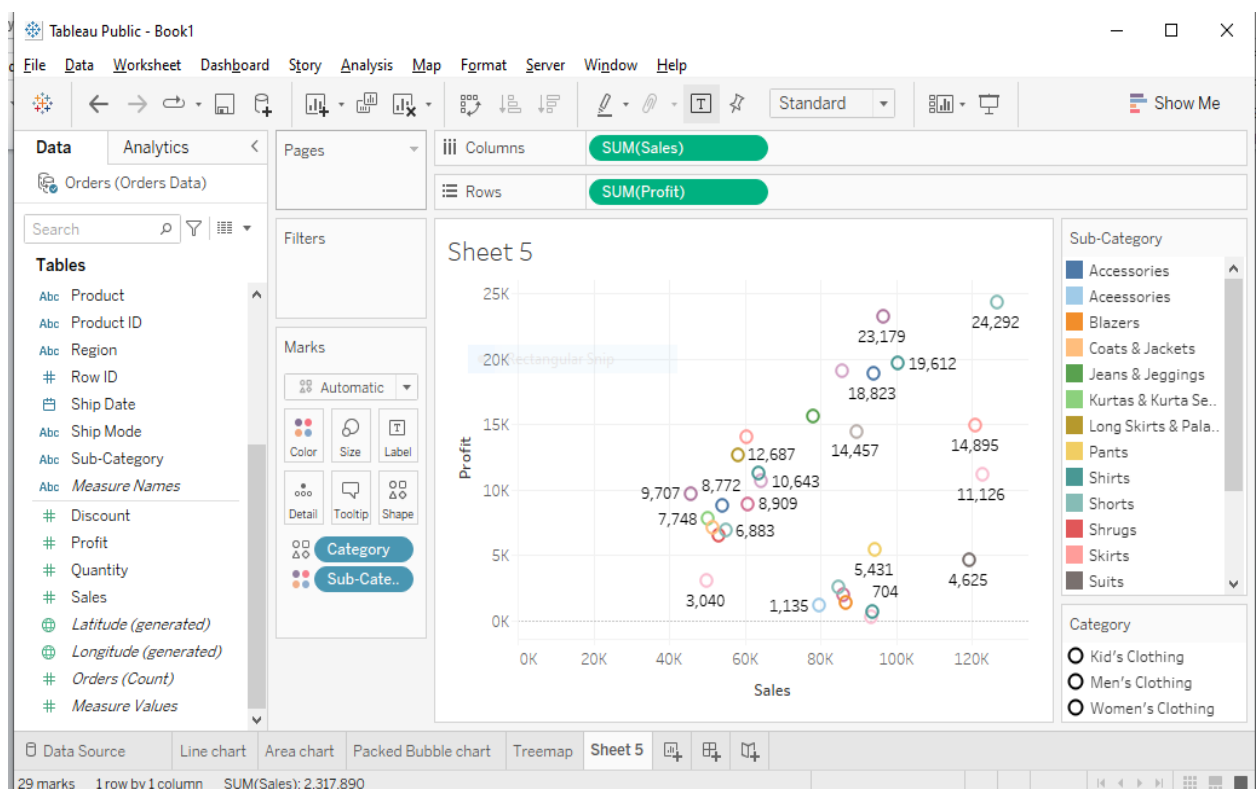 Tableau Public - Book1
File Data Worksheet Dashboard Story Analysis Map Format Server Window Help
Standard
Show Me
Data Analytics
Orders (Orders Data)
Search
Tables
Abc Product
Abc Product ID
Abc Region
# Row ID
Ship Date
Abc Ship Mode
Abc Sub-Category
Abc Measure Names
# Discount
# Profit
# Quantity
# Sales
Latitude (generated)
Longitude (generated)
# Orders (Count)
# Measure Values
Pages
Filters
Marks
Automatic
Color Size Label
Detail Tooltip Shape
Category
Sub-Cate..
Columns SUM(Sales)
Rows SUM(Profit)
Sheet 5
Profit
25K
20K
15K
10K
5K
0K
Rectangular Snip
24,292
23,179
19,612
18,823
14,457
14,895
12,687
10,643
11,126
9,707
8,772
8,909
7,748
6,883
5,431
4,625
3,040
1,135
704
0K 20K 40K 60K 80K 100K 120K
Sales
Sub-Category
Accessories
Aceessories
Blazers
Coats & Jackets
Jeans & Jeggings
Kurtas & Kurta Se..
Long Skirts & Pala..
Pants
Shirts
Shorts
Shrugs
Skirts
Suits
Category
Kid's Clothing
Men's Clothing
Women's Clothing
Data Source Line chart Area chart Packed Bubble chart Treemap Sheet 5
29 marks 1 row by 1 column SUM(Sales): 2,317,890